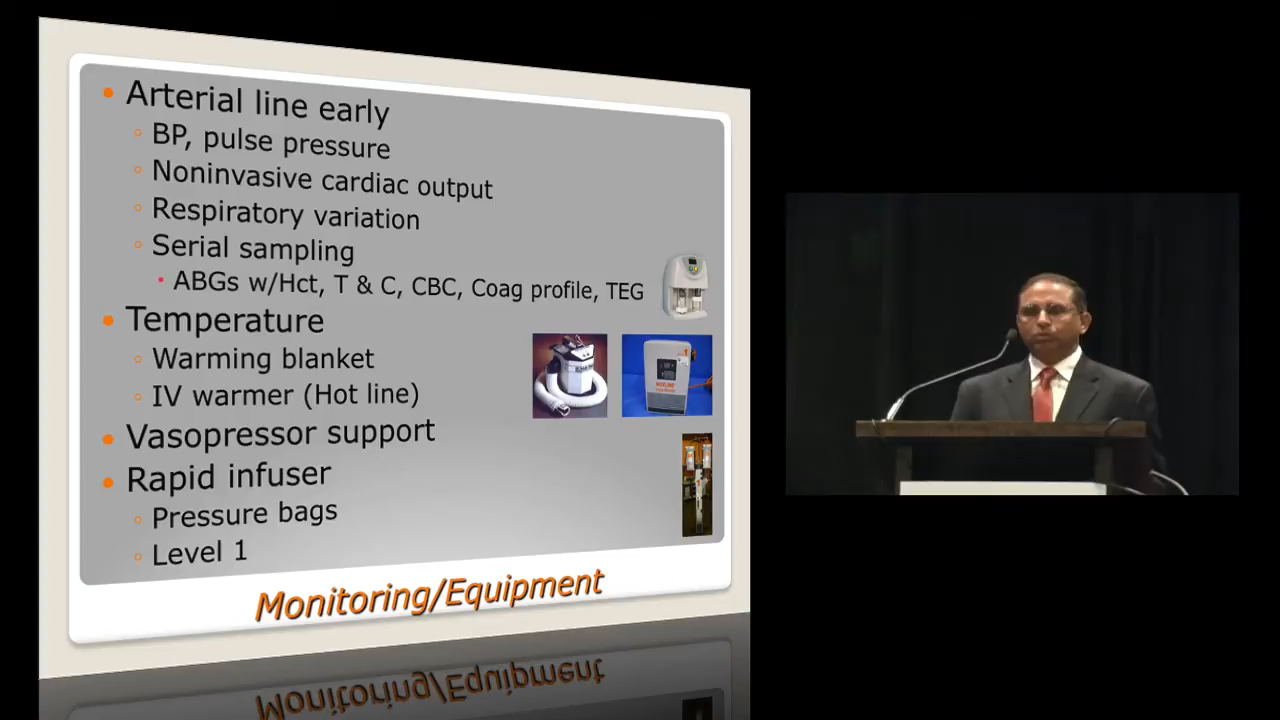 Arterial line early
BP, pulse pressure
Noninvasive cardiac output
Respiratory variation
Serial sampling
ABGs w/Hct, T & C, CBC, Coag profile, TEG
Temperature
Warming blanket
IV warmer (Hot line)
Vasopressor support
Rapid infuser
Pressure bags
Level 1
Monitoring/Equipment